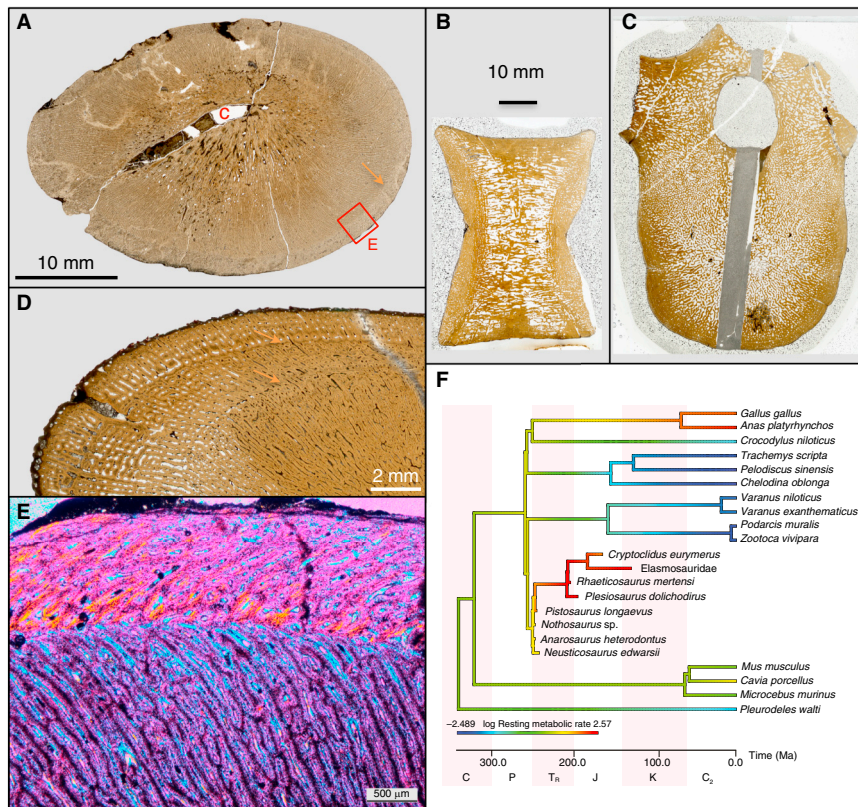 A
B
C
10 mm
C
E
10 mm
D
2 mm
E
500 µm
F
Gallus gallus
Anas platyrhynchos
Crocodylus niloticus
Trachemys scripta
Pelodiscus sinensis
Chelodina oblonga
Varanus niloticus
Varanus exanthematicus
Podarcis muralis
Zootoca vivipara
Cryptoclidus eurymerus
Elasmosauridae
Rhaeticosaurus mertensi
Plesiosaurus dolichodirus
Pistosaurus longaevus
Nothosaurus sp.
Anarosaurus heterodontus
Neusticosaurus edwarsii
Mus musculus
Cavia porcellus
Microcebus murinus
Pleurodeles walti
−2.489 log Resting metabolic rate 2.57
300.0 200.0 100.0 0.0 Time (Ma)
C P TR J K C2